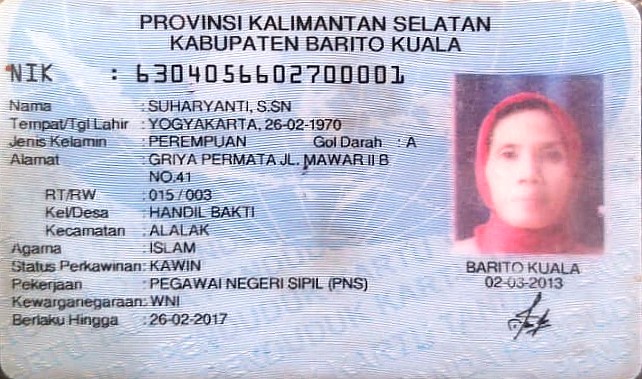 PROVINSI KALIMANTAN SELATAN
KABUPATEN BARITO KUALA
NIK : 6304056602700001
Nama : SUHARYANTI, S.SN
Tempat/Tgl Lahir : YOGYAKARTA, 26-02-1970
Jenis Kelamin : PEREMPUAN Gol Darah : A
Alamat : GRIYA PERMATA JL. MAWAR II B
NO.41
RT/RW : 015 / 003
Kel/Desa : HANDIL BAKTI
Kecamatan : ALALAK
Agama : ISLAM
Status Perkawinan: KAWIN
Pekerjaan : PEGAWAI NEGERI SIPIL (PNS)
Kewarganegaraan: WNI
Berlaku Hingga : 26-02-2017
BARITO KUALA
02-03-2013